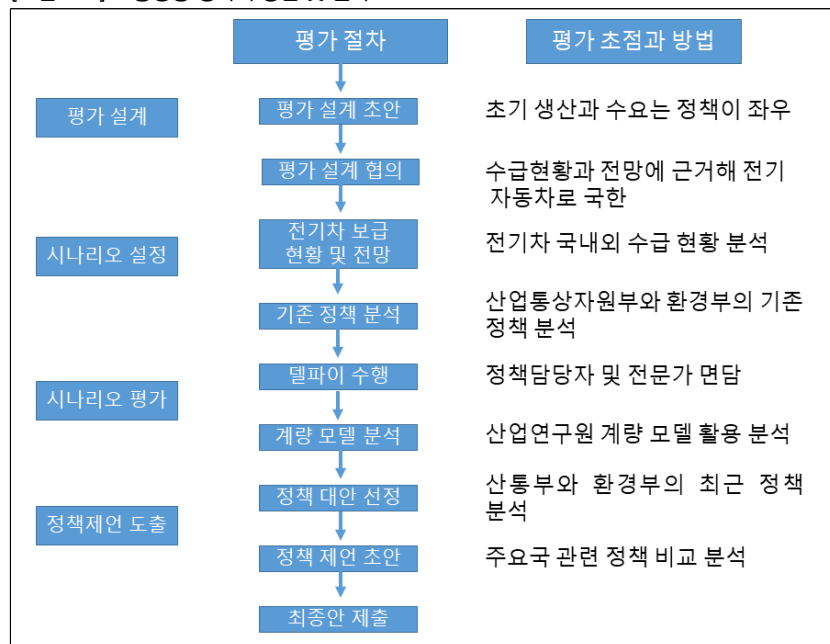 평가 절차
평가 초점과 방법
평가 설계
평가 설계 초안
초기 생산과 수요는 정책이 좌우
평가 설계 협의
수급현황과 전망에 근거해 전기
자동차로 국한
시나리오 설정
전기차 보급
현황 및 전망
전기차 국내외 수급 현황 분석
기존 정책 분석
산업통상자원부와 환경부의 기존
정책 분석
시나리오 평가
델파이 수행
정책담당자 및 전문가 면담
계량 모델 분석
산업연구원 계량 모델 활용 분석
정책제언 도출
정책 대안 선정
산통부와 환경부의 최근 정책
분석
정책 제언 초안
주요국 관련 정책 비교 분석
최종안 제출